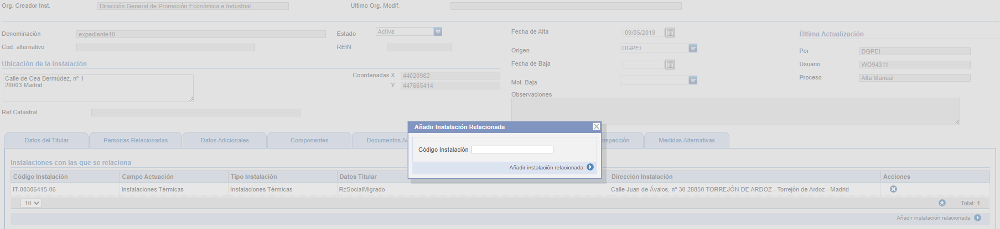 Org. Creador Inst. Dirección General de Promoción Económica e Industrial Ultimo Org. Modif.
Denominación expediente10 Estado Activa Fecha de Alta 09/05/2019 Última Actualización
Cod. alternativo REIN Origen DGPEI Por DGPEI
Ubicación de la instalación Fecha de Baja Usuario WO94311
Calle de Cea Bermúdez, nº 1 Coordenadas X 44020982 Proceso Alta Manual
28003 Madrid Y 447665414 Mot. Baja
Observaciones
Ref.Catastral
Añadir Instalación Relacionada
Código Instalación
Añadir instalación relacionada
Datos del Titular Personas Relacionadas Datos Adicionales Componentes Documentos A nspección Medidas Alternativas
Instalaciones con las que se relaciona
Código Instalación Campo Actuación Tipo Instalación Datos Titular Dirección Instalación Acciones
IT-00306415-06 Instalaciones Térmicas Instalaciones Térmicas RzSocialMigrado Calle Juan de Ávalos, nº 30 28850 TORREJÓN DE ARDOZ - Torrejón de Ardoz - Madrid
10 Total: 1
Añadir instalación relacionada